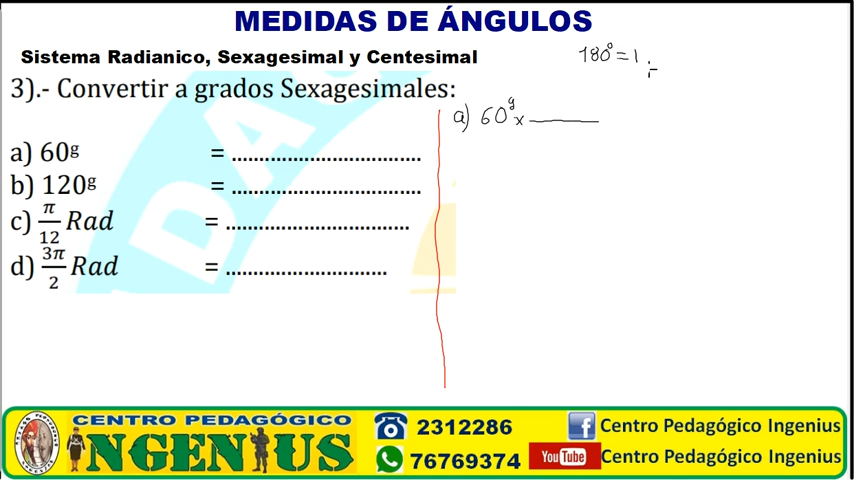 MEDIDAS DE ÁNGULOS
Sistema Radianico, Sexagesimal y Centesimal
180° = 1
3).- Convertir a grados Sexagesimales:
a) 60^g x ———
a) 60ᵍ = ..................................
b) 120ᵍ = ..................................
c) π/12 Rad = .................................
d) 3π/2 Rad = .............................
CENTRO PEDAGÓGICO
INGENIUS
2312286
76769374
Centro Pedagógico Ingenius
YouTube Centro Pedagógico Ingenius